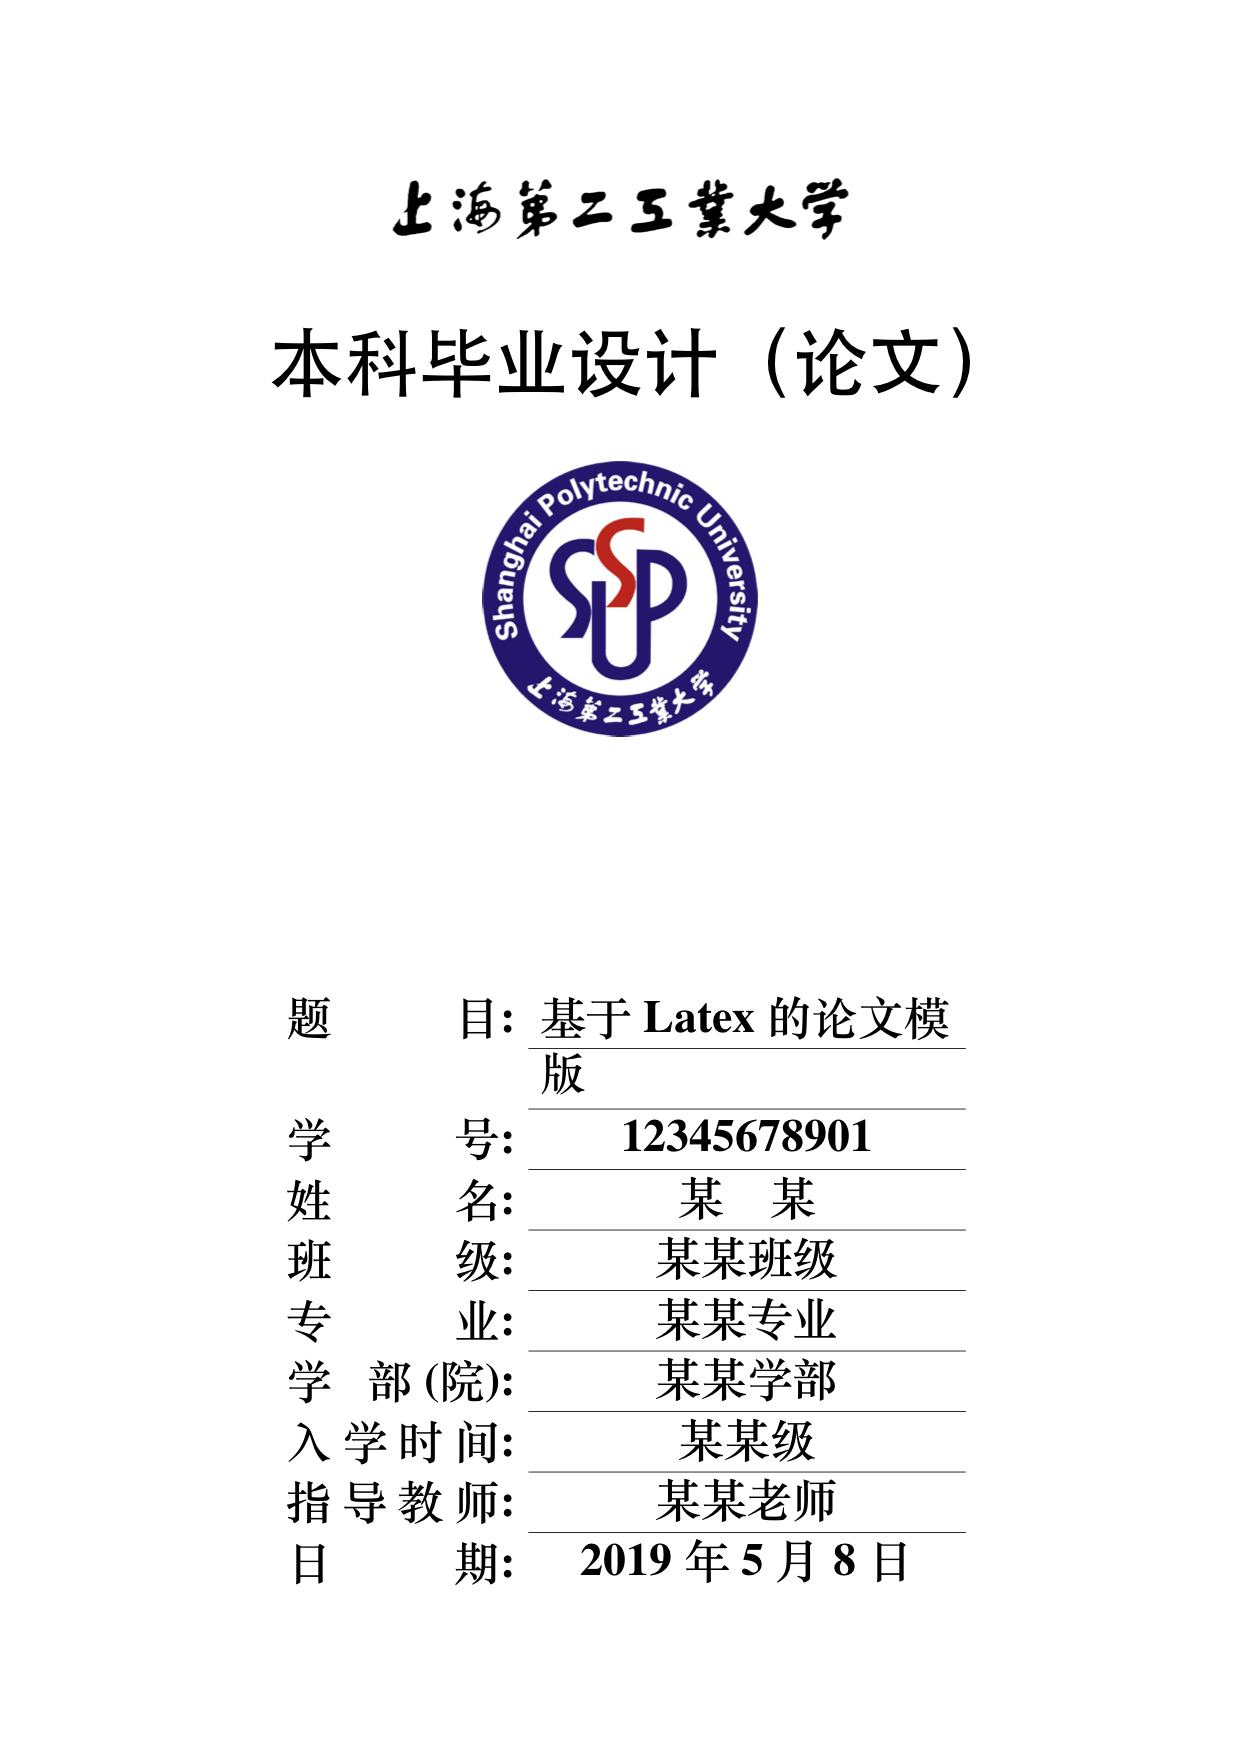 上海第二工業大学
本科毕业设计（论文）
Shanghai Polytechnic University
SSPU
上海第二工業大学
题 目: 基于 Latex 的论文模
版
学 号: 12345678901
姓 名: 某 某
班 级: 某某班级
专 业: 某某专业
学 部 (院): 某某学部
入 学 时 间: 某某级
指 导 教 师: 某某老师
日 期: 2019 年 5 月 8 日